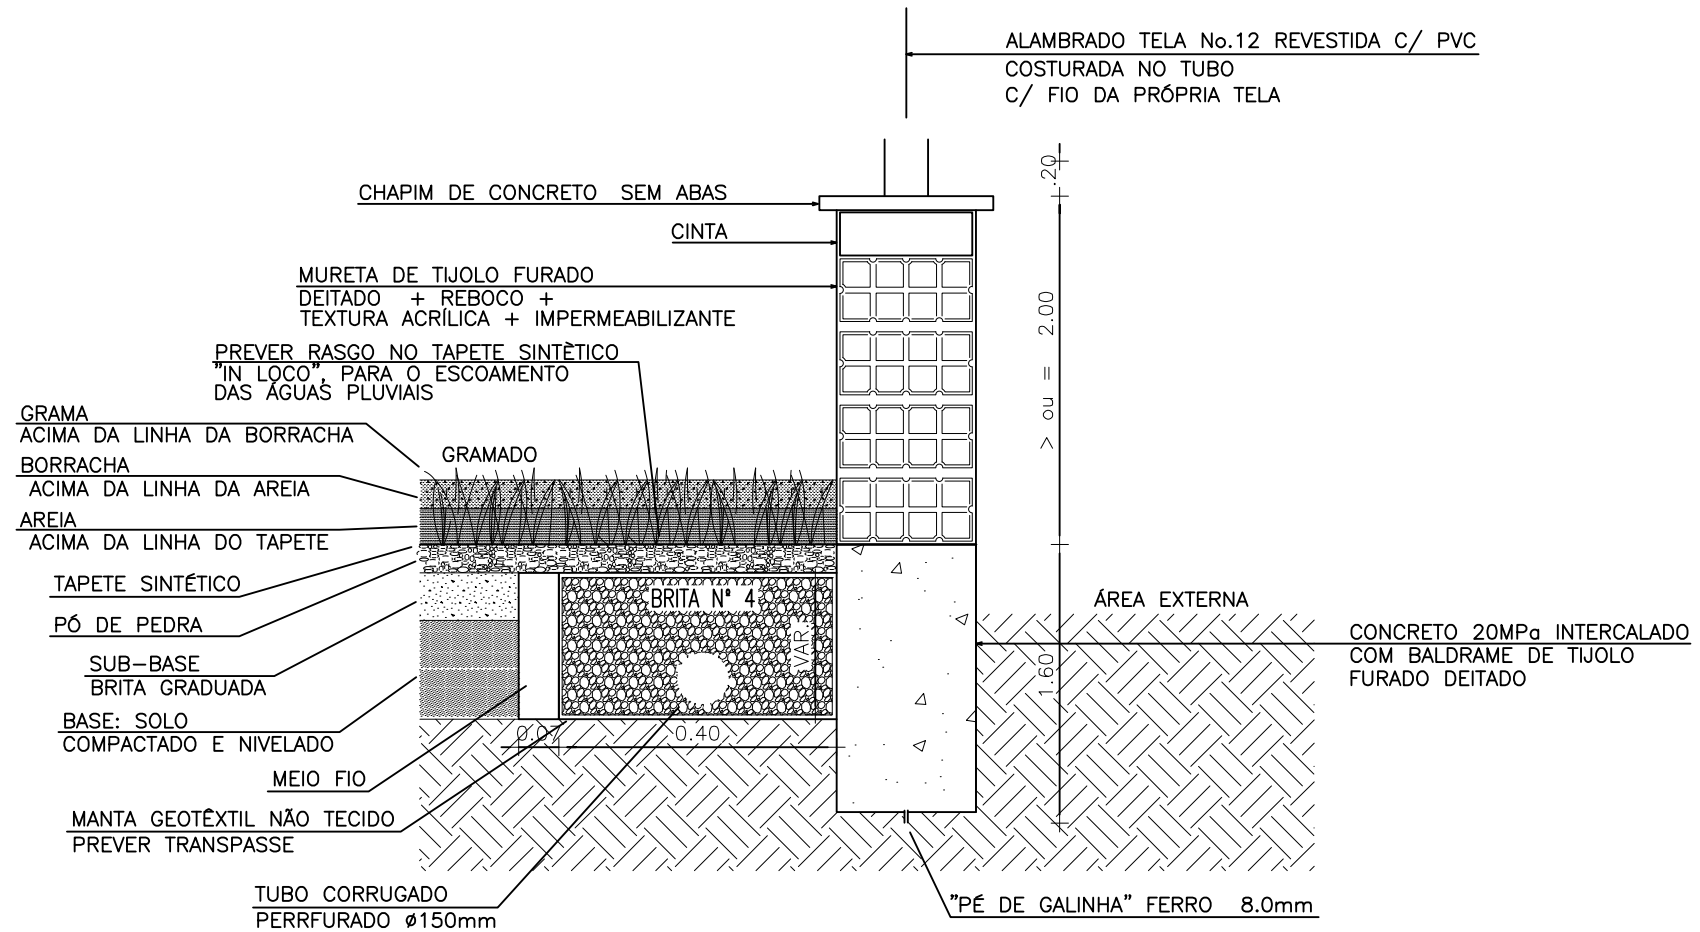 ALAMBRADO TELA No.12 REVESTIDA C/ PVC
COSTURADA NO TUBO
C/ FIO DA PRÓPRIA TELA
.20
CHAPIM DE CONCRETO SEM ABAS
CINTA
MURETA DE TIJOLO FURADO
DEITADO + REBOCO +
TEXTURA ACRÍLICA + IMPERMEABILIZANTE
> ou = 2.00
PREVER RASGO NO TAPETE SINTÈTICO
"IN LOCO", PARA O ESCOAMENTO
DAS ÁGUAS PLUVIAIS
GRAMA
ACIMA DA LINHA DA BORRACHA
GRAMADO
BORRACHA
ACIMA DA LINHA DA AREIA
AREIA
ACIMA DA LINHA DO TAPETE
TAPETE SINTÉTICO
BRITA Nº 4
ÁREA EXTERNA
PÓ DE PEDRA
VAR
CONCRETO 20MPa INTERCALADO
COM BALDRAME DE TIJOLO
FURADO DEITADO
1.60
SUB-BASE
BRITA GRADUADA
BASE: SOLO
COMPACTADO E NIVELADO
0.07
0.40
MEIO FIO
MANTA GEOTÊXTIL NÃO TECIDO
PREVER TRANSPASSE
TUBO CORRUGADO
PERRFURADO ø150mm
"PÉ DE GALINHA" FERRO 8.0mm